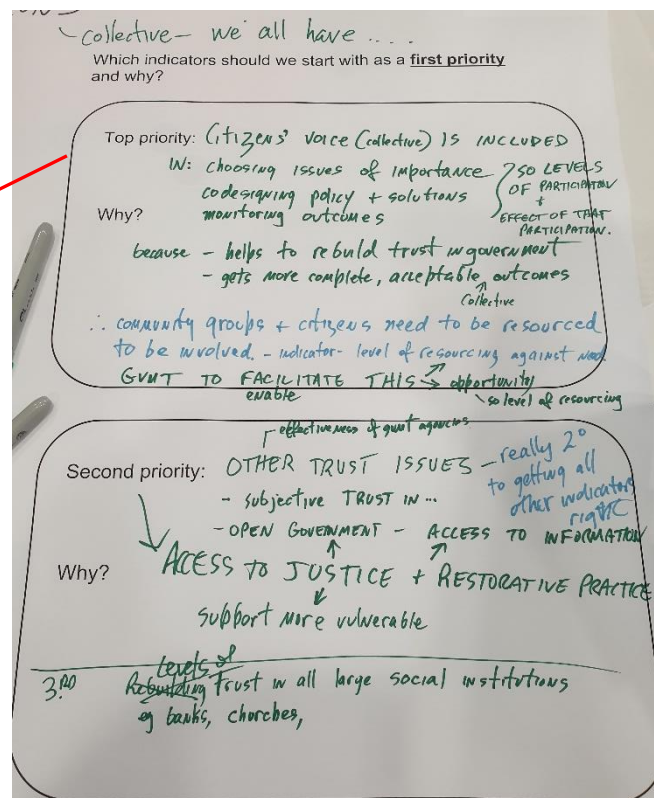 collective - we all have ....
Which indicators should we start with as a first priority
and why?
Top priority: Citizens' voice (collective) is included
in: choosing issues of importance
codesigning policy + solutions
monitoring outcomes
so levels
of participation
+
effect of that
participation.
Why?
because - helps to rebuild trust in government
- gets more complete, acceptable outcomes
collective
∴ community groups + citizens need to be resourced
to be involved. - indicator - level of resourcing against need
Gvmt to facilitate this → opportunity
enable
so level of resourcing
effectiveness of gvmt agencies
Second priority: OTHER TRUST ISSUES - really 2°
to getting all
other indicators
right
- subjective TRUST IN ...
- OPEN GOVERNMENT - ACCESS TO INFORMATION
Why?
ACCESS TO JUSTICE + RESTORATIVE PRACTICE
support more vulnerable
3.RD
Levels of
Rebuilding trust in all large social institutions
eg banks, churches,